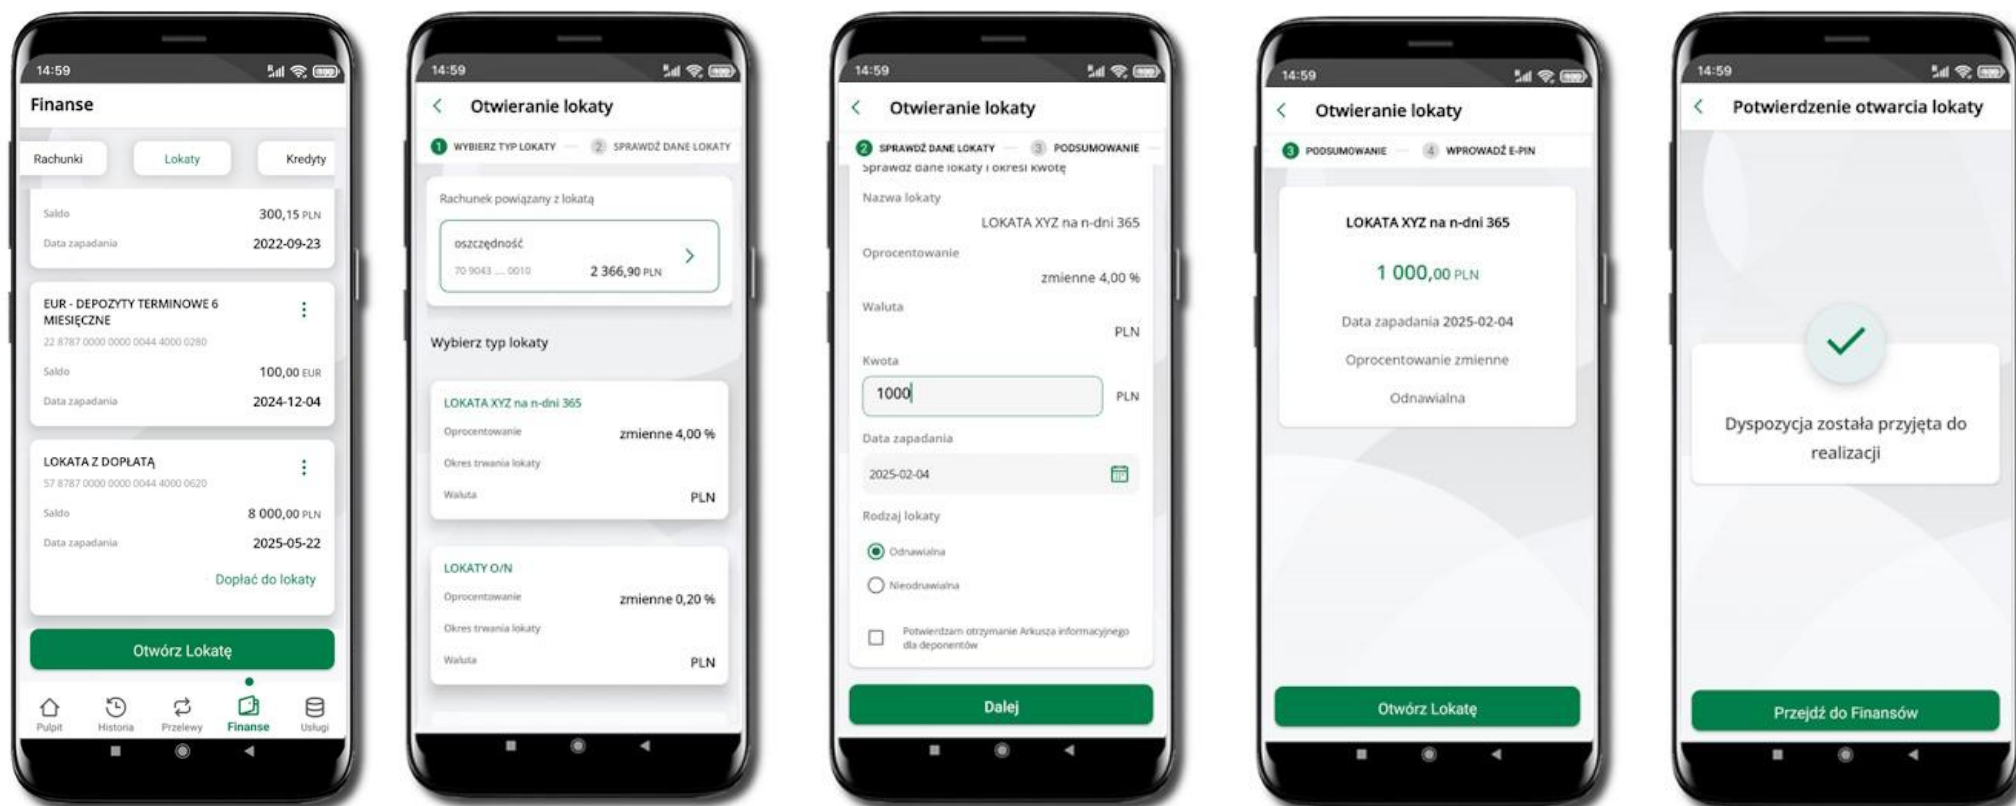 14:59
Finanse
Rachunki
Lokaty
Kredyty
Saldo
300,15 PLN
Data zapadania
2022-09-23
EUR - DEPOZYTY TERMINOWE 6
MIESIĘCZNE
22 8787 0000 0000 0044 4000 0280
Saldo
100,00 EUR
Data zapadania
2024-12-04
LOKATA Z DOPŁATĄ
57 8787 0000 0000 0044 4000 0620
Saldo
8 000,00 PLN
Data zapadania
2025-05-22
Dopłać do lokaty
Otwórz Lokatę
Pulpit
Historia
Przelewy
Finanse
Usługi
14:59
Otwieranie lokaty
1 WYBIERZ TYP LOKATY
2 SPRAWDŹ DANE LOKATY
Rachunek powiązany z lokatą
oszczędność
70 9043 .... 0010
2 366,90 PLN
Wybierz typ lokaty
LOKATA XYZ na n-dni 365
Oprocentowanie
zmienne 4,00 %
Okres trwania lokaty
Waluta
PLN
LOKATY O/N
Oprocentowanie
zmienne 0,20 %
Okres trwania lokaty
Waluta
PLN
14:59
Otwieranie lokaty
2 SPRAWDŹ DANE LOKATY
3 PODSUMOWANIE
Sprawdź dane lokaty i określ kwotę
Nazwa lokaty
LOKATA XYZ na n-dni 365
Oprocentowanie
zmienne 4,00 %
Waluta
PLN
Kwota
1000
PLN
Data zapadania
2025-02-04
Rodzaj lokaty
Odnawialna
Nieodnawialna
Potwierdzam otrzymanie Arkusza informacyjnego
dla deponentów
Dalej
14:59
Otwieranie lokaty
3 PODSUMOWANIE
4 WPROWADŹ E-PIN
LOKATA XYZ na n-dni 365
1 000,00 PLN
Data zapadania 2025-02-04
Oprocentowanie zmienne
Odnawialna
Otwórz Lokatę
14:59
Potwierdzenie otwarcia lokaty
Dyspozycja została przyjęta do
realizacji
Przejdź do Finansów